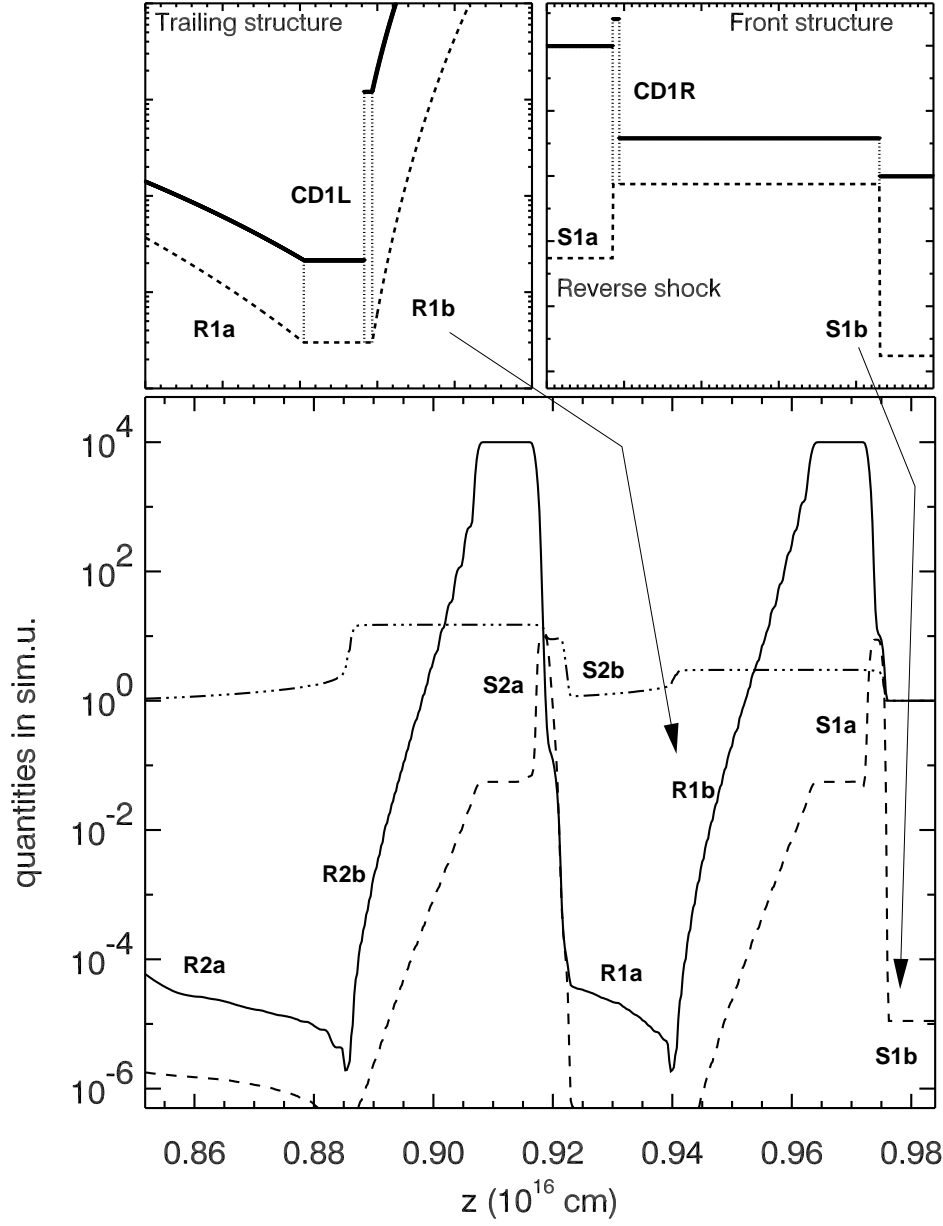 Trailing structure
Front structure
CD1R
CD1L
S1a
Reverse shock
R1b
R1a
S1b
10^4
10^2
10^0
10^-2
10^-4
10^-6
quantities in sim.u.
S2a
S2b
S1a
R1b
R2b
R2a
R1a
S1b
0.86 0.88 0.90 0.92 0.94 0.96 0.98
z (10^16 cm)